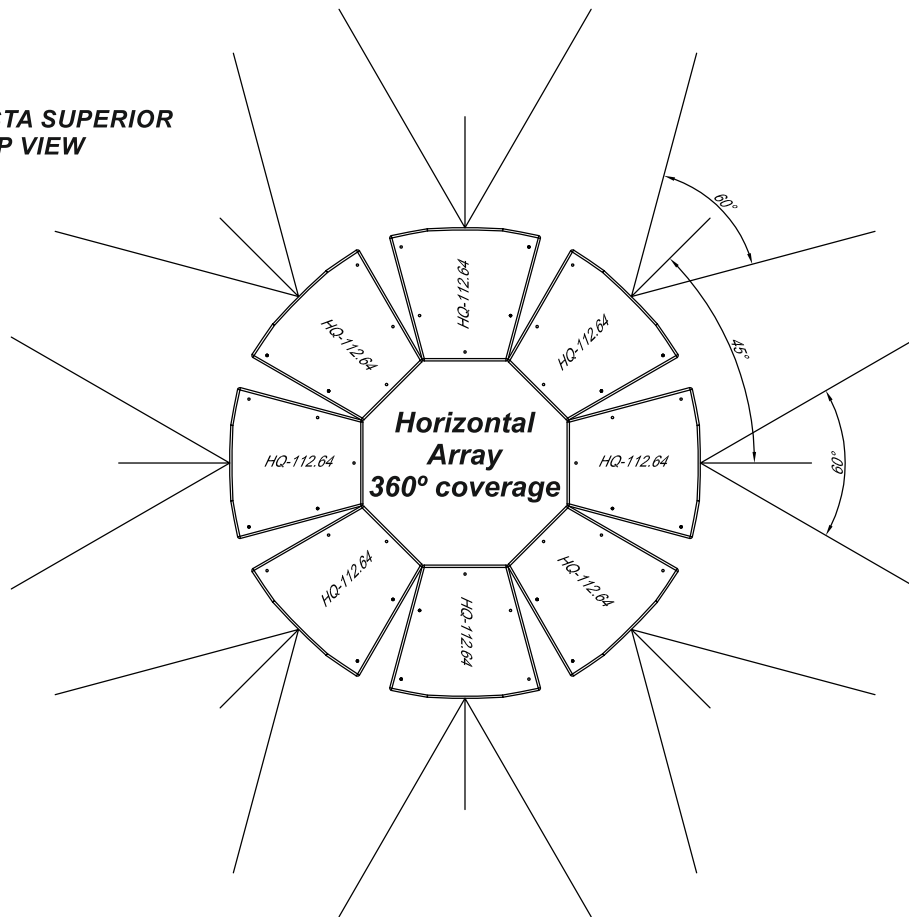 TA SUPERIOR
P VIEW
60°
HQ-112.64
HQ-112.64
HQ-112.64
45°
Horizontal
Array
360º coverage
HQ-112.64
HQ-112.64
60°
HQ-112.64
HQ-112.64
HQ-112.64